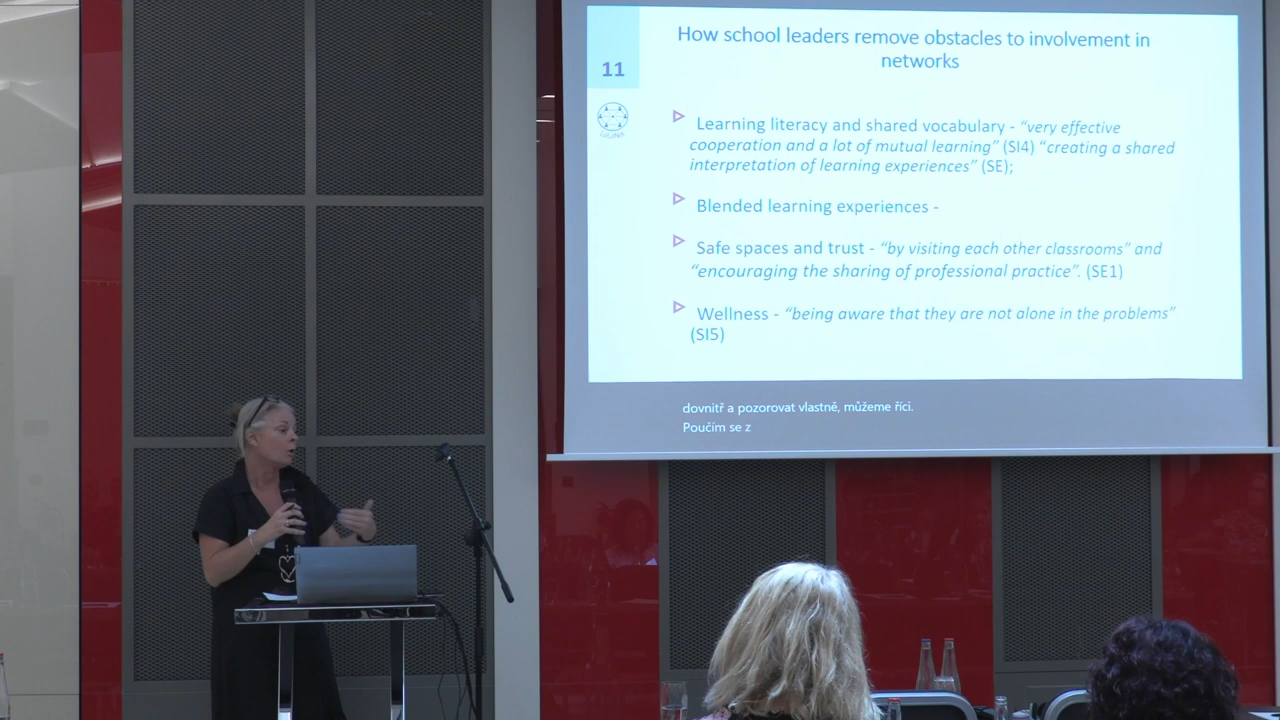 How school leaders remove obstacles to involvement in
networks
11
Learning literacy and shared vocabulary - “very effective
cooperation and a lot of mutual learning” (SI4) “creating a shared
interpretation of learning experiences” (SE);
Blended learning experiences -
Safe spaces and trust - “by visiting each other classrooms” and
“encouraging the sharing of professional practice”. (SE1)
Wellness - “being aware that they are not alone in the problems”
(SI5)
dovnitř a pozorovat vlastně, můžeme říci.
Poučím se z